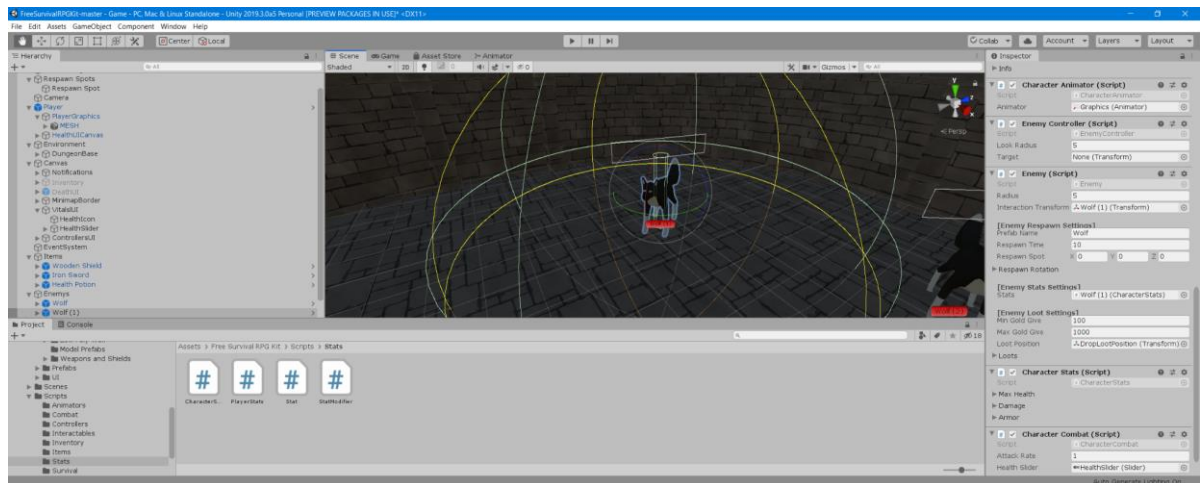 FreeSurvivalRPGKit-master - Game - PC, Mac & Linux Standalone - Unity 2019.3.0x5 Personal [PREVIEW PACKAGES IN USE]* <DX11>
File Edit Assets GameObject Component Window Help
Center Local
Collab Account Layers Layout
Hierarchy
All
Respawn Spots
Respawn Spot
Camera
Player
PlayerGraphics
MESH
HealthUICanvas
Environment
DungeonBase
Canvas
Notifications
Inventory
DeathUI
MinimapBorder
VitalsUI
HealthIcon
HealthSlider
ControllersUI
EventSystem
Items
Wooden Shield
Iron Sword
Health Potion
Enemys
Wolf
Wolf (1)
Scene Game Asset Store Animator
Shaded 2D 0 Gizmos All
y
x
Persp
Wolf (1)
Project Console
18
Model Prefabs
Weapons and Shields
Prefabs
UI
Scenes
Scripts
Animators
Combat
Controllers
Interactables
Inventory
Items
Stats
Survival
Assets > Free Survival RPG Kit > Scripts > Stats
CharacterS... PlayerStats Stat StatModifier
Inspector
Info
Character Animator (Script)
Script CharacterAnimator
Animator Graphics (Animator)
Enemy Controller (Script)
Script EnemyController
Look Radius 5
Target None (Transform)
Enemy (Script)
Script Enemy
Radius 5
Interaction Transform Wolf (1) (Transform)
[Enemy Respawn Settings]
Prefab Name Wolf
Respawn Time 10
Respawn Spot X 0 Y 0 Z 0
Respawn Rotation
[Enemy Stats Settings]
Stats Wolf (1) (CharacterStats)
[Enemy Loot Settings]
Min Gold Give 100
Max Gold Give 1000
Loot Position DropLootPosition (Transform)
Loots
Character Stats (Script)
Script CharacterStats
Max Health
Damage
Armor
Character Combat (Script)
Script CharacterCombat
Attack Rate 1
Health Slider HealthSlider (Slider)
Auto Generate Lighting On